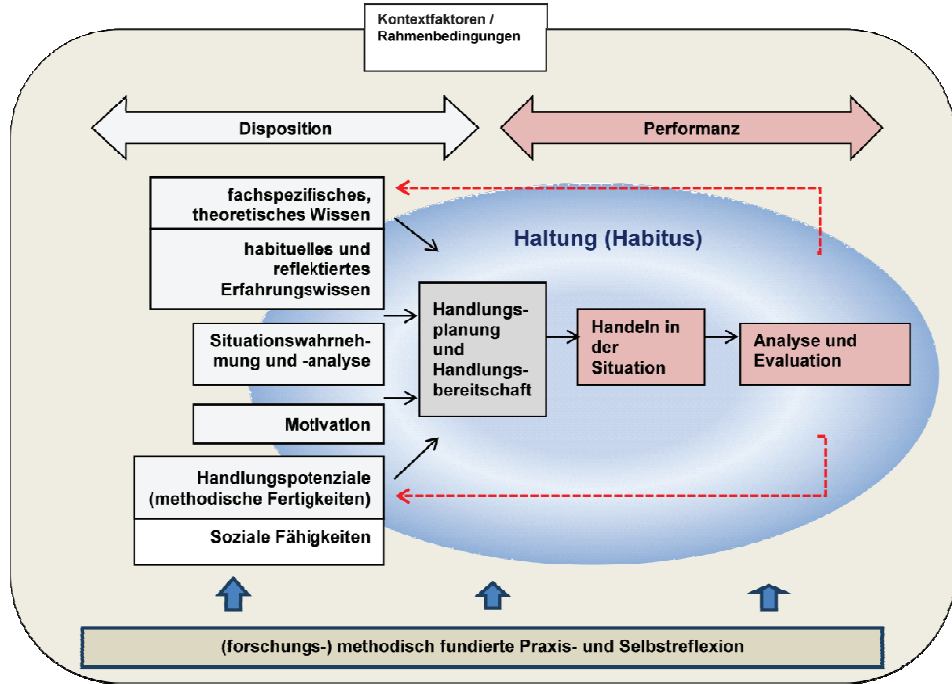 Kontextfaktoren /
Rahmenbedingungen
Disposition
Performanz
fachspezifisches,
theoretisches Wissen
habituelles und
reflektiertes
Erfahrungswissen
Situationswahrneh-
mung und -analyse
Motivation
Handlungspotenziale
(methodische Fertigkeiten)
Soziale Fähigkeiten
Haltung (Habitus)
Handlungs-
planung
und
Handlungs-
bereitschaft
Handeln in
der
Situation
Analyse und
Evaluation
(forschungs-) methodisch fundierte Praxis- und Selbstreflexion